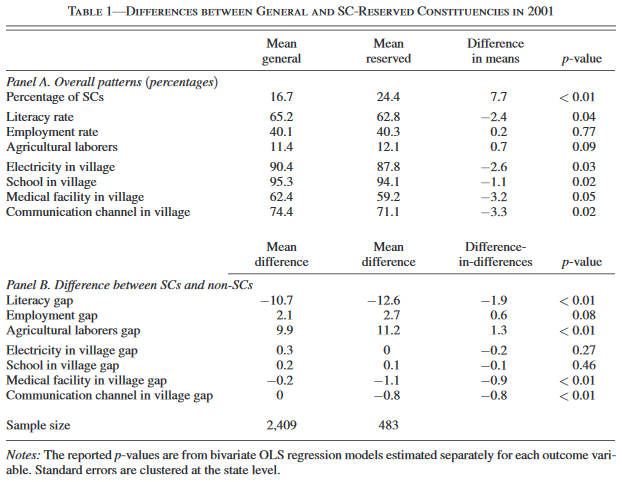 TABLE 1—DIFFERENCES BETWEEN GENERAL AND SC-RESERVED CONSTITUENCIES IN 2001
Mean general Mean reserved Difference in means p-value
Panel A. Overall patterns (percentages)
Percentage of SCs 16.7 24.4 7.7 < 0.01
Literacy rate 65.2 62.8 −2.4 0.04
Employment rate 40.1 40.3 0.2 0.77
Agricultural laborers 11.4 12.1 0.7 0.09
Electricity in village 90.4 87.8 −2.6 0.03
School in village 95.3 94.1 −1.1 0.02
Medical facility in village 62.4 59.2 −3.2 0.05
Communication channel in village 74.4 71.1 −3.3 0.02
Mean difference Mean difference Difference-in-differences p-value
Panel B. Difference between SCs and non-SCs
Literacy gap −10.7 −12.6 −1.9 < 0.01
Employment gap 2.1 2.7 0.6 0.08
Agricultural laborers gap 9.9 11.2 1.3 < 0.01
Electricity in village gap 0.3 0 −0.2 0.27
School in village gap 0.2 0.1 −0.1 0.46
Medical facility in village gap −0.2 −1.1 −0.9 < 0.01
Communication channel in village gap 0 −0.8 −0.8 < 0.01
Sample size 2,409 483
Notes: The reported p-values are from bivariate OLS regression models estimated separately for each outcome vari-
able. Standard errors are clustered at the state level.